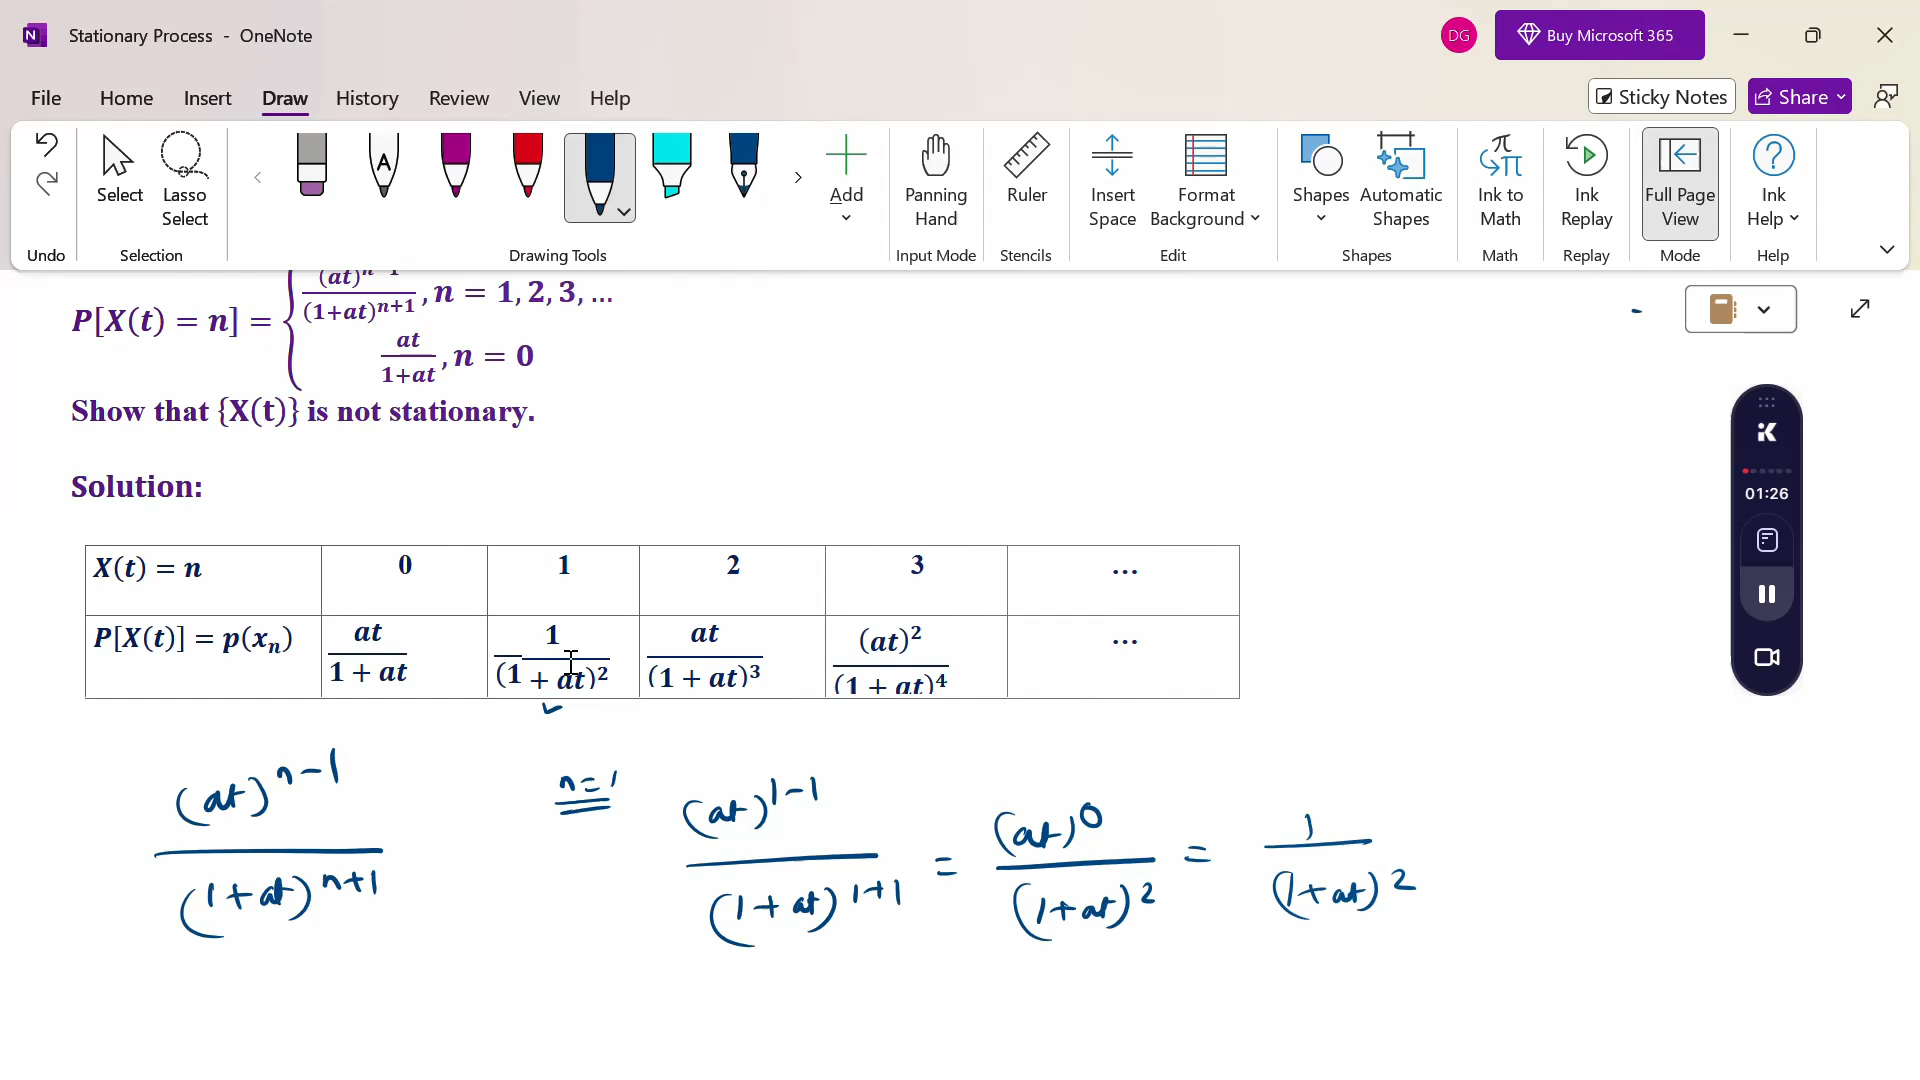 Stationary Process - OneNote
DG
Buy Microsoft 365
File Home Insert Draw History Review View Help
Sticky Notes
Share
A
Select
Lasso Select
Add
Panning Hand
Ruler
Insert Space
Format Background
Shapes
Automatic Shapes
Ink to Math
Ink Replay
Full Page View
Ink Help
Undo Selection Drawing Tools Input Mode Stencils Edit Shapes Math Replay Mode Help
P[X(t) = n] = { (at)^{n-1} / (1+at)^{n+1}, n = 1, 2, 3, ...
at / 1+at, n = 0
Show that {X(t)} is not stationary.
01:26
Solution:
X(t) = n 0 1 2 3 ...
P[X(t)] = p(x_n) at / 1 + at 1 / (1 + at)^2 at / (1 + at)^3 (at)^2 / (1 + at)^4 ...
(at)^{n-1} / (1+at)^{n+1} n=1 (at)^{1-1} / (1+at)^{1+1} = (at)^0 / (1+at)^2 = 1 / (1+at)^2